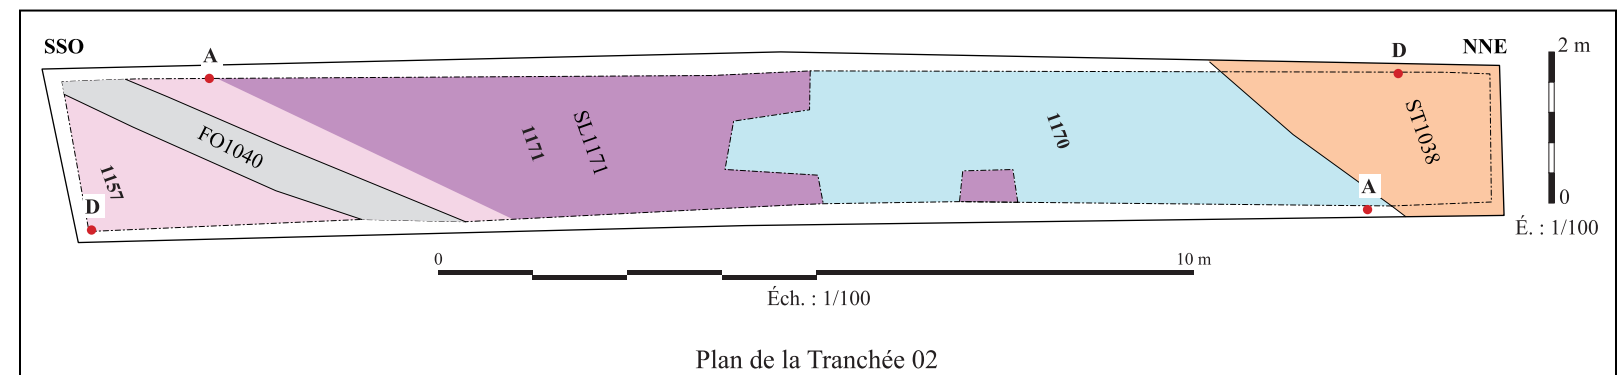 SSO
A
D
NNE
2 m
FO1040
1157
D
1171
SL1171
1170
ST1038
A
0
É. : 1/100
0
10 m
Éch. : 1/100
Plan de la Tranchée 02